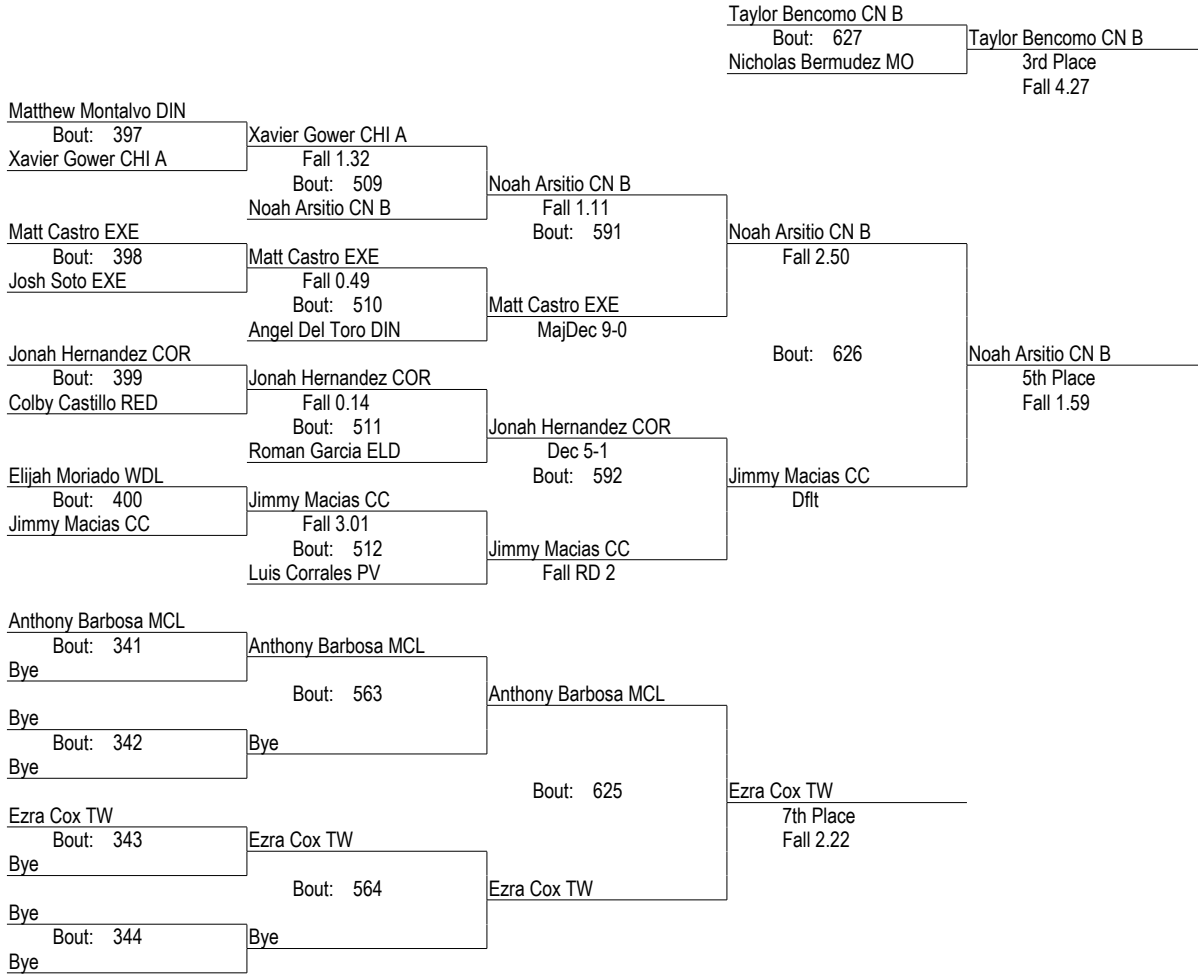 Taylor Bencomo CN B
Bout: 627
Taylor Bencomo CN B
Nicholas Bermudez MO
3rd Place
Fall 4.27
Matthew Montalvo DIN
Bout: 397
Xavier Gower CHI A
Xavier Gower CHI A
Fall 1.32
Bout: 509
Noah Arsitio CN B
Noah Arsitio CN B
Fall 1.11
Bout: 591
Matt Castro EXE
Bout: 398
Matt Castro EXE
Josh Soto EXE
Fall 0.49
Bout: 510
Matt Castro EXE
Angel Del Toro DIN
MajDec 9-0
Noah Arsitio CN B
Fall 2.50
Bout: 626
Noah Arsitio CN B
5th Place
Fall 1.59
Jonah Hernandez COR
Bout: 399
Jonah Hernandez COR
Colby Castillo RED
Fall 0.14
Bout: 511
Jonah Hernandez COR
Roman Garcia ELD
Dec 5-1
Bout: 592
Elijah Moriado WDL
Bout: 400
Jimmy Macias CC
Jimmy Macias CC
Fall 3.01
Bout: 512
Jimmy Macias CC
Luis Corrales PV
Fall RD 2
Jimmy Macias CC
Dflt
Anthony Barbosa MCL
Bout: 341
Anthony Barbosa MCL
Bye
Bout: 563
Anthony Barbosa MCL
Bye
Bout: 342
Bye
Bye
Bout: 625
Ezra Cox TW
7th Place
Fall 2.22
Ezra Cox TW
Bout: 343
Ezra Cox TW
Bye
Bout: 564
Ezra Cox TW
Bye
Bout: 344
Bye
Bye